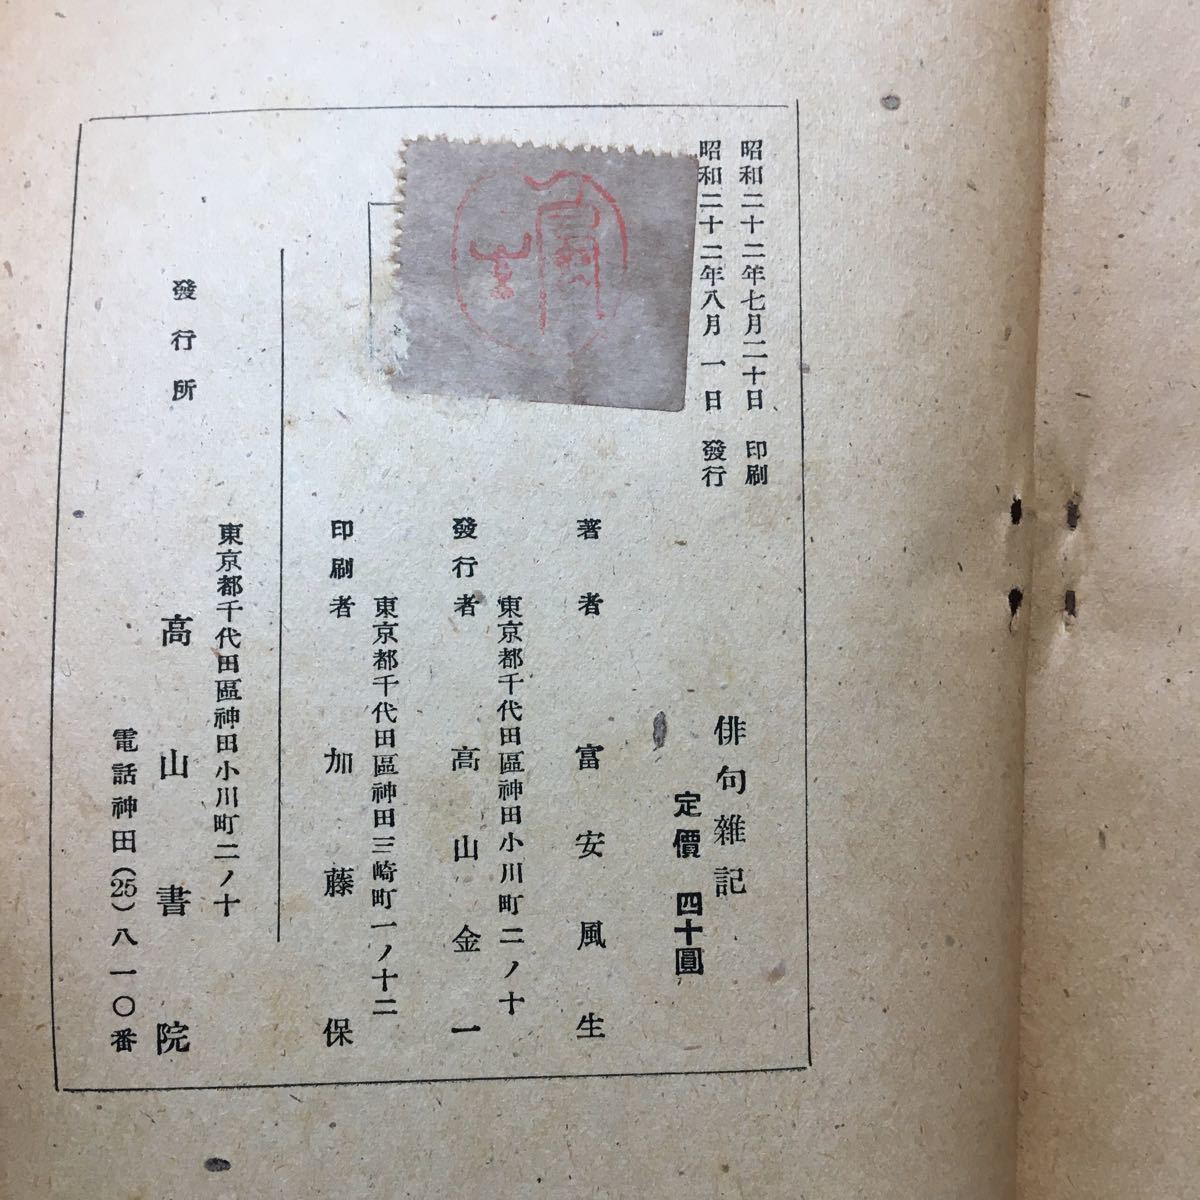 昭和二十二年七月二十日 印刷
昭和二十二年八月一日 發行
俳句雜記
定價 四十圓
著者 富安風生
東京都千代田區神田小川町二ノ十
發行者 高山金一
東京都千代田區神田三崎町一ノ十二
印刷者 加藤保
東京都千代田區神田小川町二ノ十
發行所 高山書院
電話神田(25)八一〇番